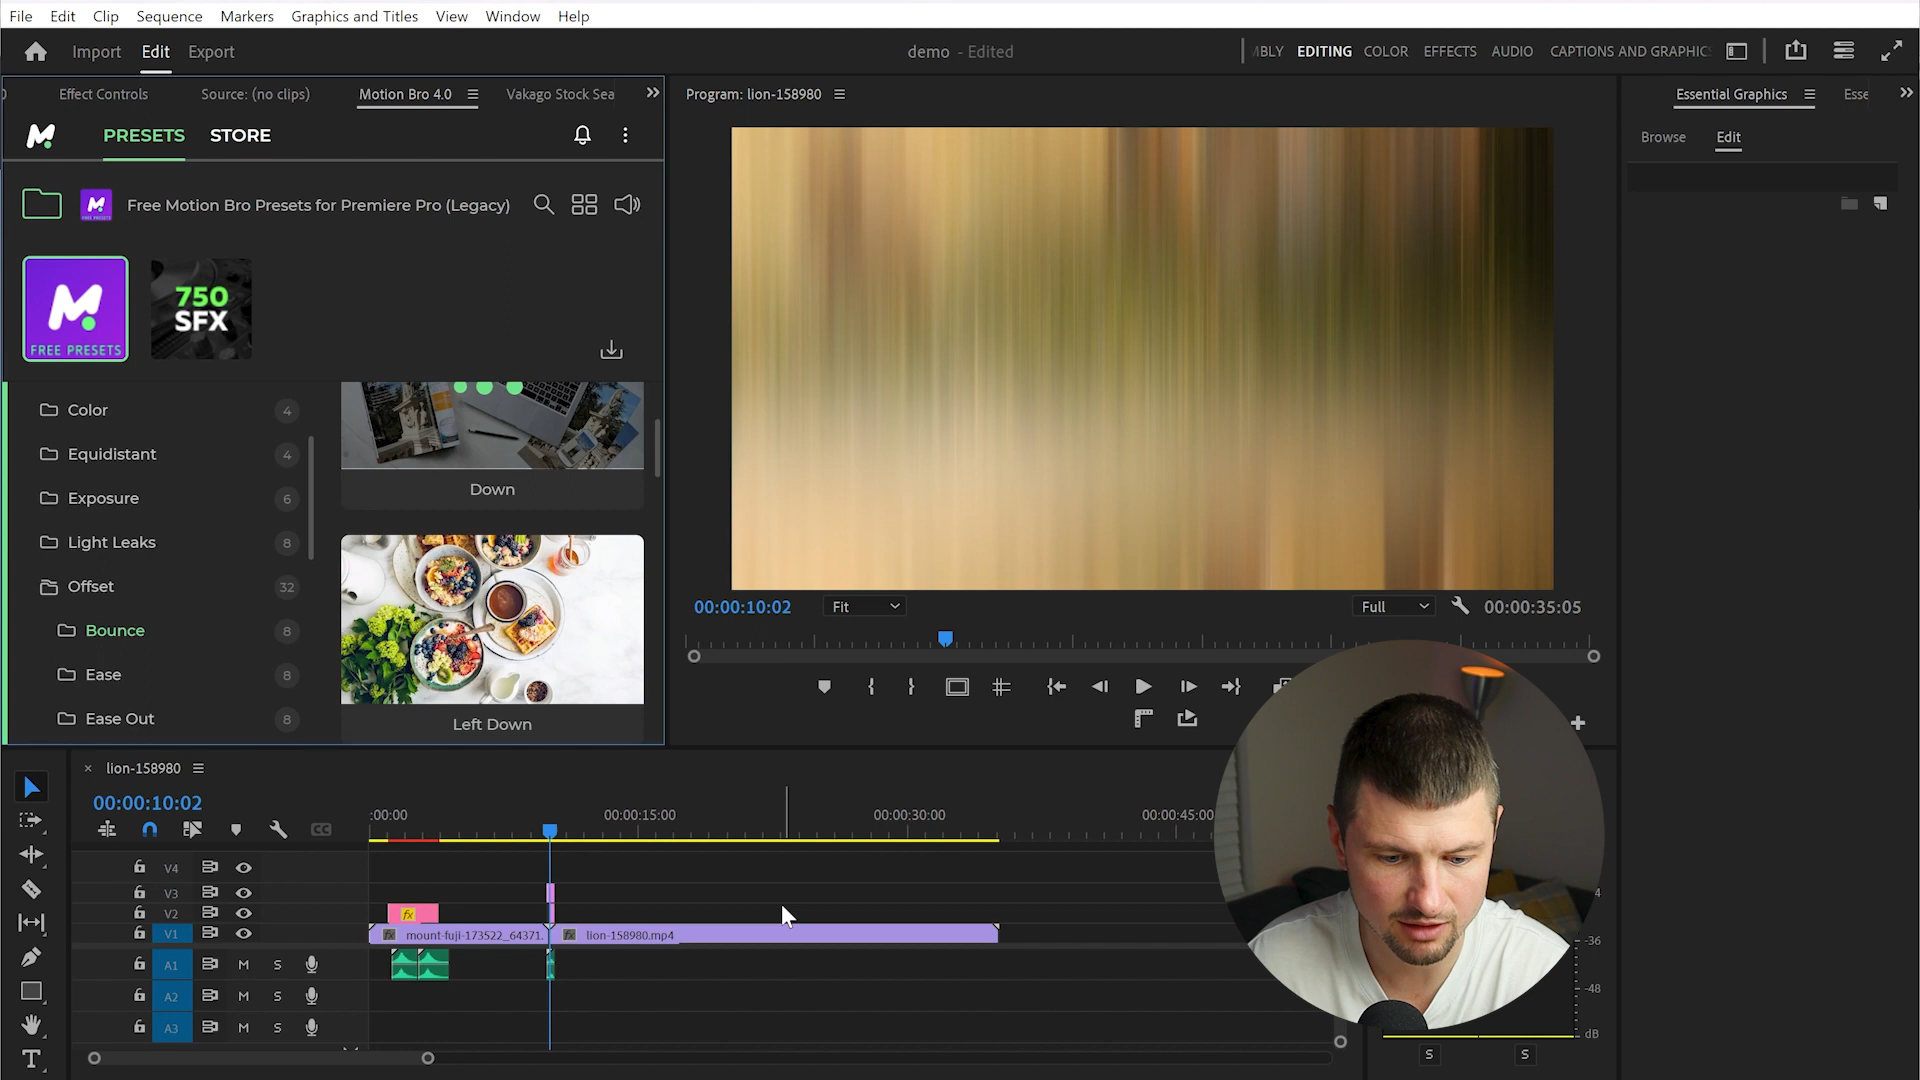 File Edit Clip Sequence Markers Graphics and Titles View Window Help
Import Edit Export
demo - Edited
BLY EDITING COLOR EFFECTS AUDIO CAPTIONS AND GRAPHIC
Effect Controls Source: (no clips) Motion Bro 4.0 Vakago Stock Sea
Program: lion-158980
Essential Graphics Esse
PRESETS STORE
Browse Edit
Free Motion Bro Presets for Premiere Pro (Legacy)
FREE PRESETS
750
SFX
Color 4
Equidistant 4
Exposure 6
Light Leaks 8
Offset 32
Bounce 8
Ease 8
Ease Out 8
Down
Left Down
00:00:10:02 Fit Full 00:00:35:05
lion-158980
00:00:10:02
:00:00 00:00:15:00 00:00:30:00 00:00:45:00
V4
V3
V2 fx
V1 fx mount-fuji-173522_64371. fx lion-158980.mp4
A1 M S
A2 M S
A3 M S
4
-36
-48
dB
S S
T